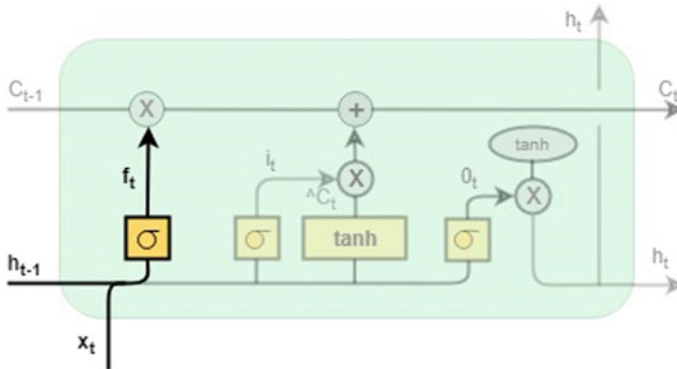 h_t
C_t-1
X
+
C_t
tanh
f_t
i_t
X
^C_t
0_t
X
σ
σ
tanh
σ
h_t-1
h_t
x_t